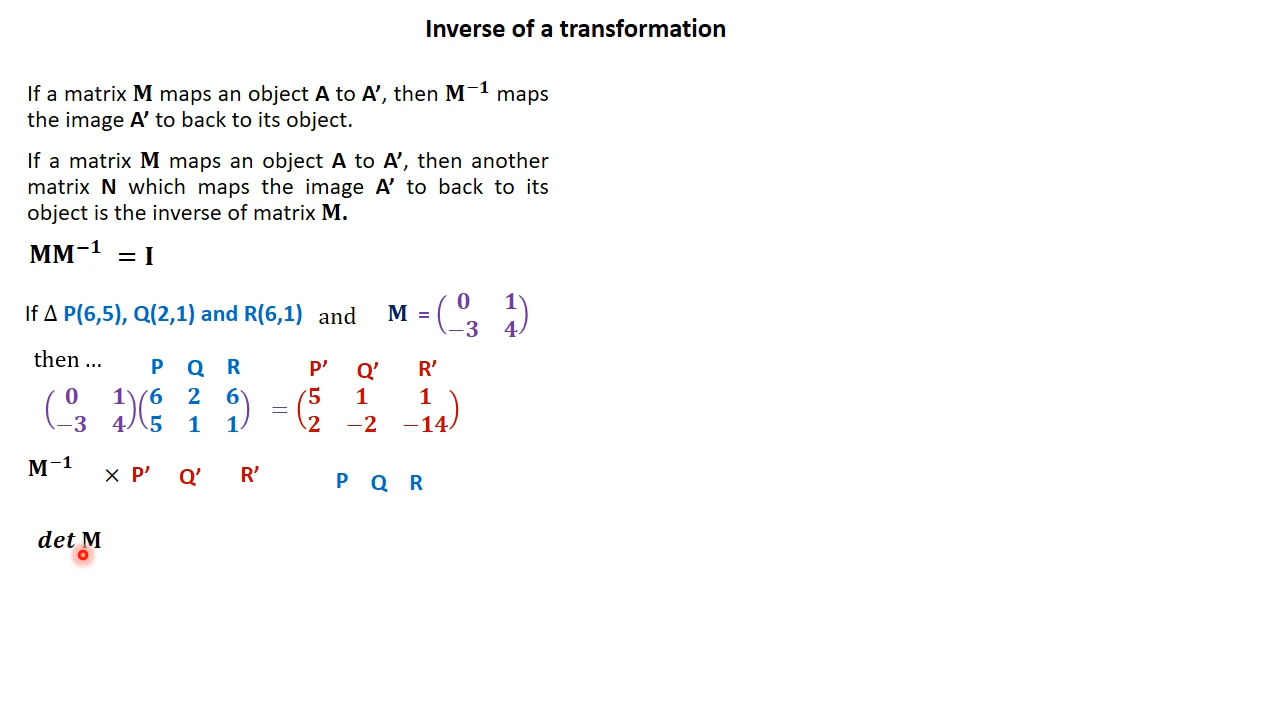 Inverse of a transformation
If a matrix M maps an object A to A’, then M⁻¹ maps
the image A’ to back to its object.
If a matrix M maps an object A to A’, then another
matrix N which maps the image A’ to back to its
object is the inverse of matrix M.
MM⁻¹ = I
If Δ P(6,5), Q(2,1) and R(6,1) and M = ( 0 1
−3 4 )
then ... P Q R P’ Q’ R’
( 0 1 ) ( 6 2 6 ) = ( 5 1 1 )
( −3 4 ) ( 5 1 1 ) ( 2 −2 −14 )
M⁻¹ × P’ Q’ R’ P Q R
det M